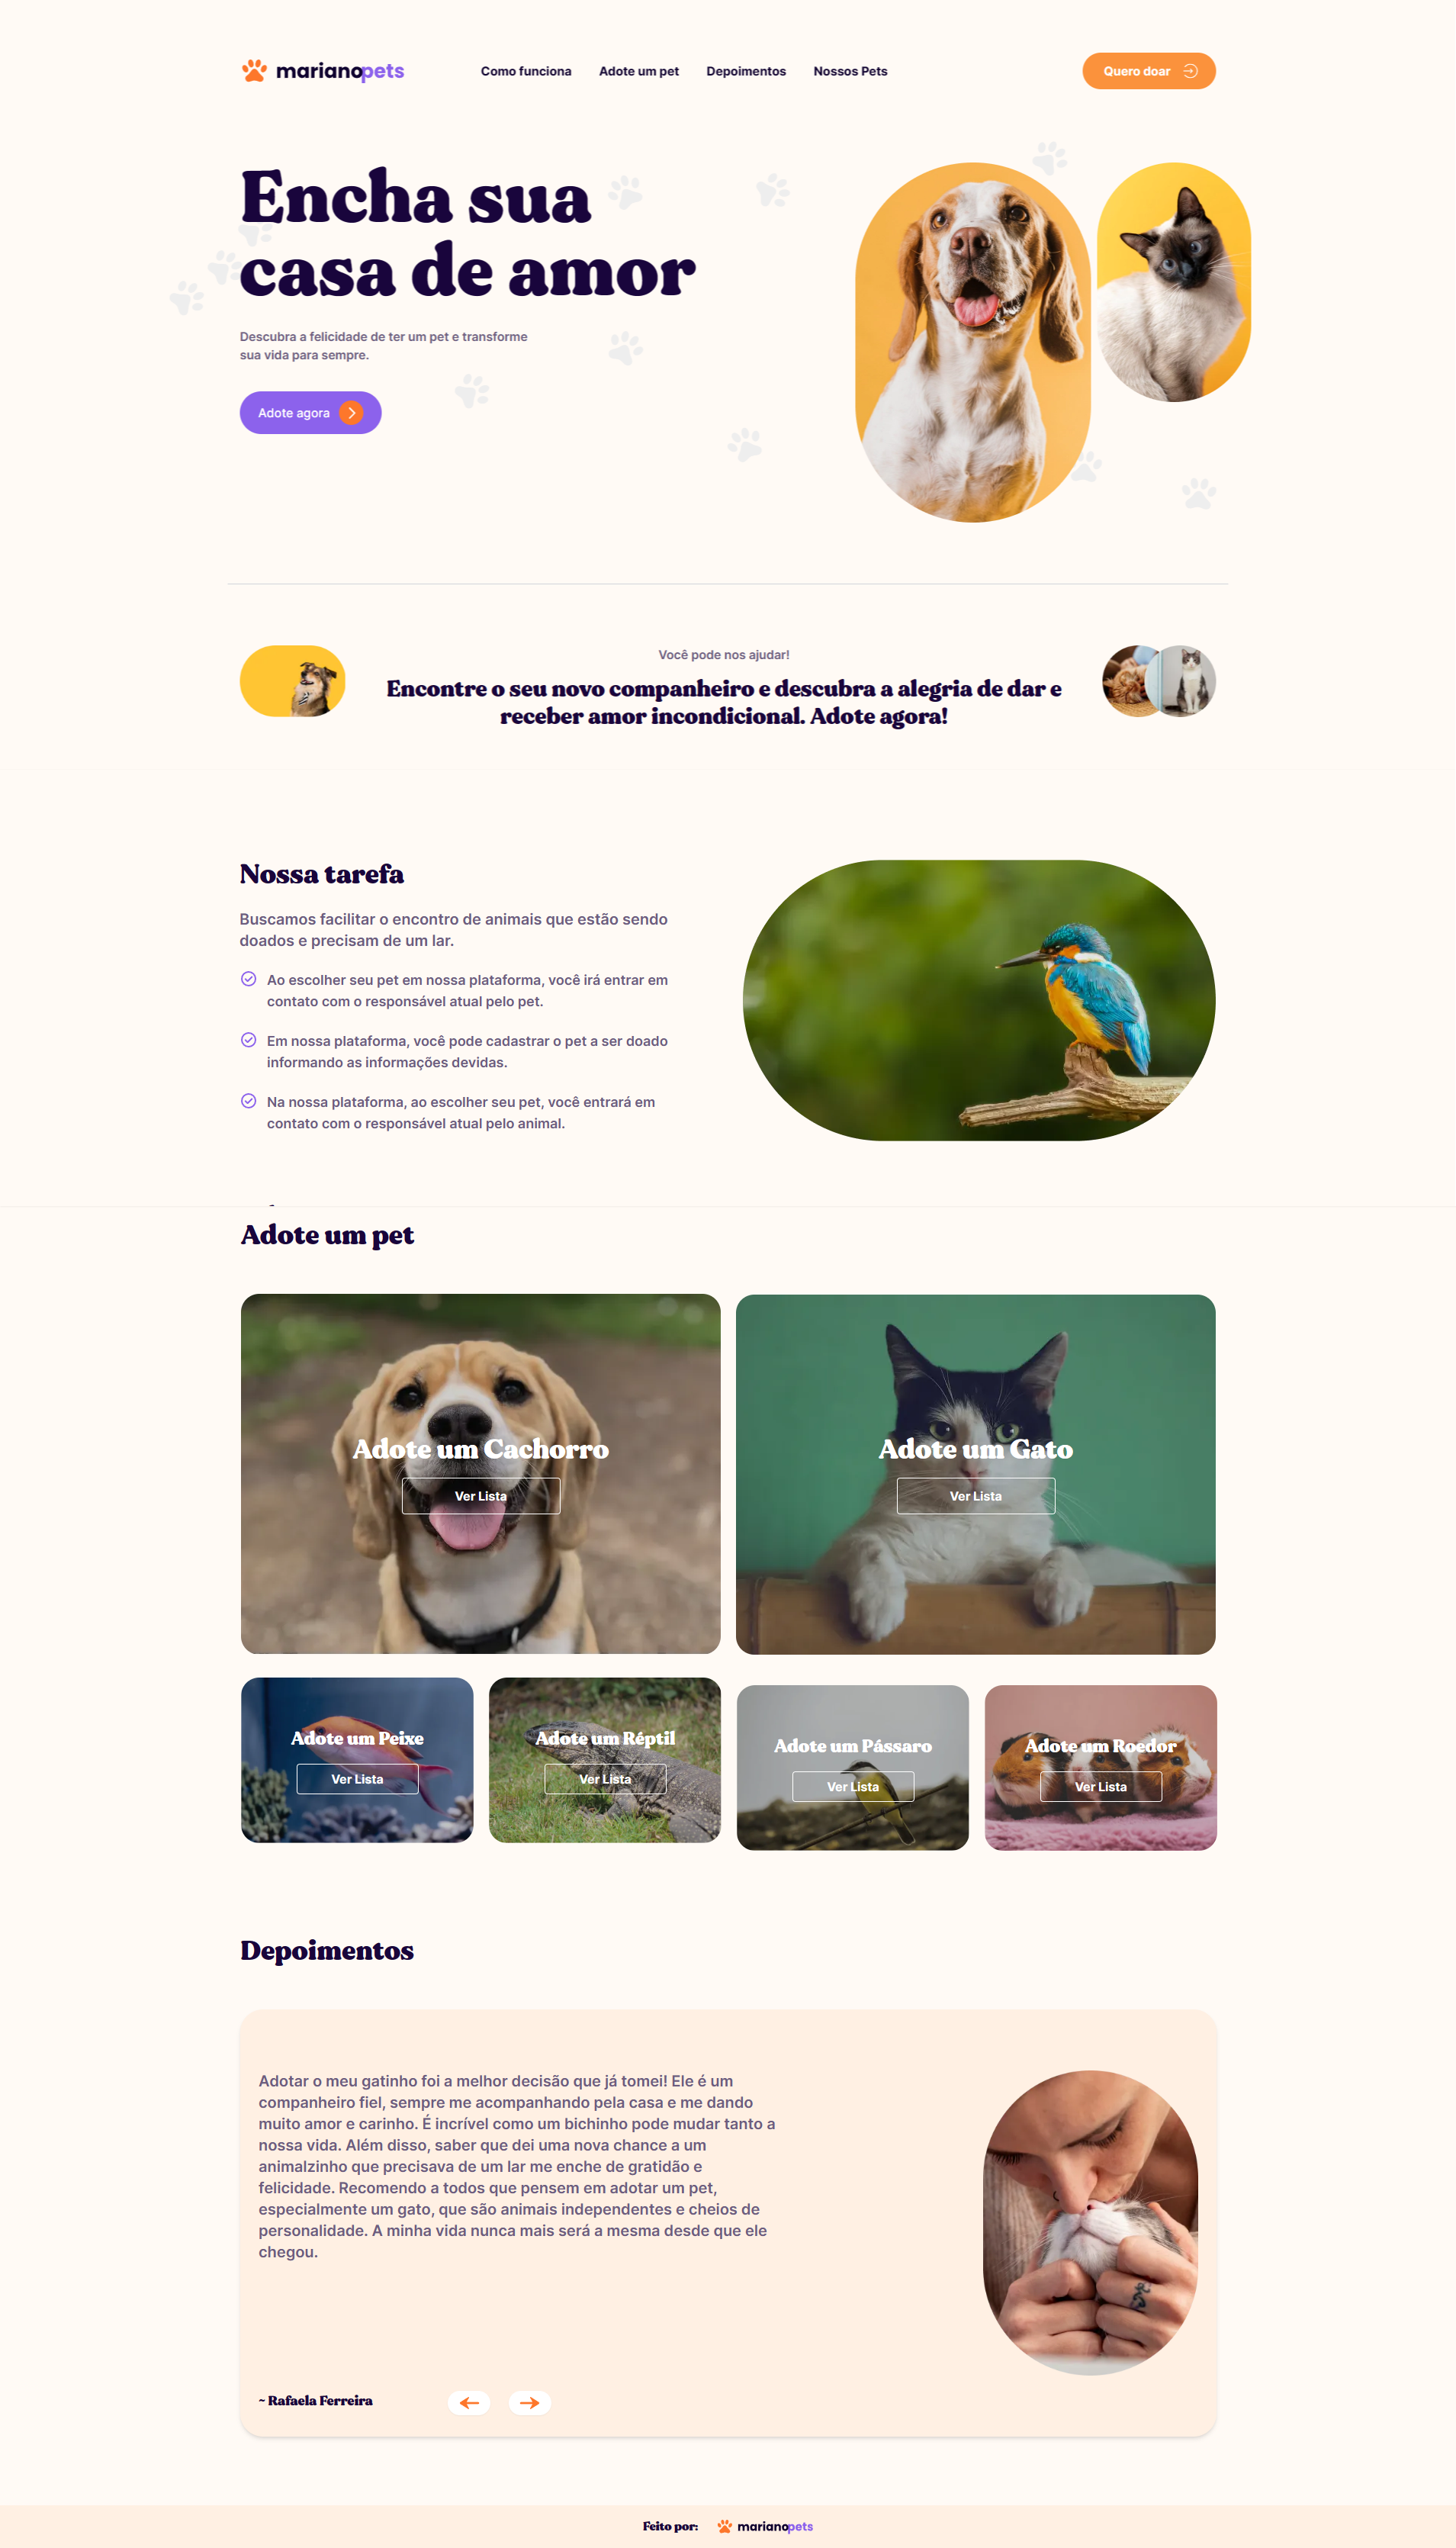 marianopets
Como funciona
Adote um pet
Depoimentos
Nossos Pets
Quero doar
Encha sua
casa de amor
Descubra a felicidade de ter um pet e transforme
sua vida para sempre.
Adote agora
Você pode nos ajudar!
Encontre o seu novo companheiro e descubra a alegria de dar e
receber amor incondicional. Adote agora!
Nossa tarefa
Buscamos facilitar o encontro de animais que estão sendo
doados e precisam de um lar.
Ao escolher seu pet em nossa plataforma, você irá entrar em
contato com o responsável atual pelo pet.
Em nossa plataforma, você pode cadastrar o pet a ser doado
informando as informações devidas.
Na nossa plataforma, ao escolher seu pet, você entrará em
contato com o responsável atual pelo animal.
Adote um pet
Adote um Cachorro
Ver Lista
Adote um Gato
Ver Lista
Adote um Peixe
Ver Lista
Adote um Réptil
Ver Lista
Adote um Pássaro
Ver Lista
Adote um Roedor
Ver Lista
Depoimentos
Adotar o meu gatinho foi a melhor decisão que já tomei! Ele é um
companheiro fiel, sempre me acompanhando pela casa e me dando
muito amor e carinho. É incrível como um bichinho pode mudar tanto a
nossa vida. Além disso, saber que dei uma nova chance a um
animalzinho que precisava de um lar me enche de gratidão e
felicidade. Recomendo a todos que pensem em adotar um pet,
especialmente um gato, que são animais independentes e cheios de
personalidade. A minha vida nunca mais será a mesma desde que ele
chegou.
~ Rafaela Ferreira
Feito por:
marianopets